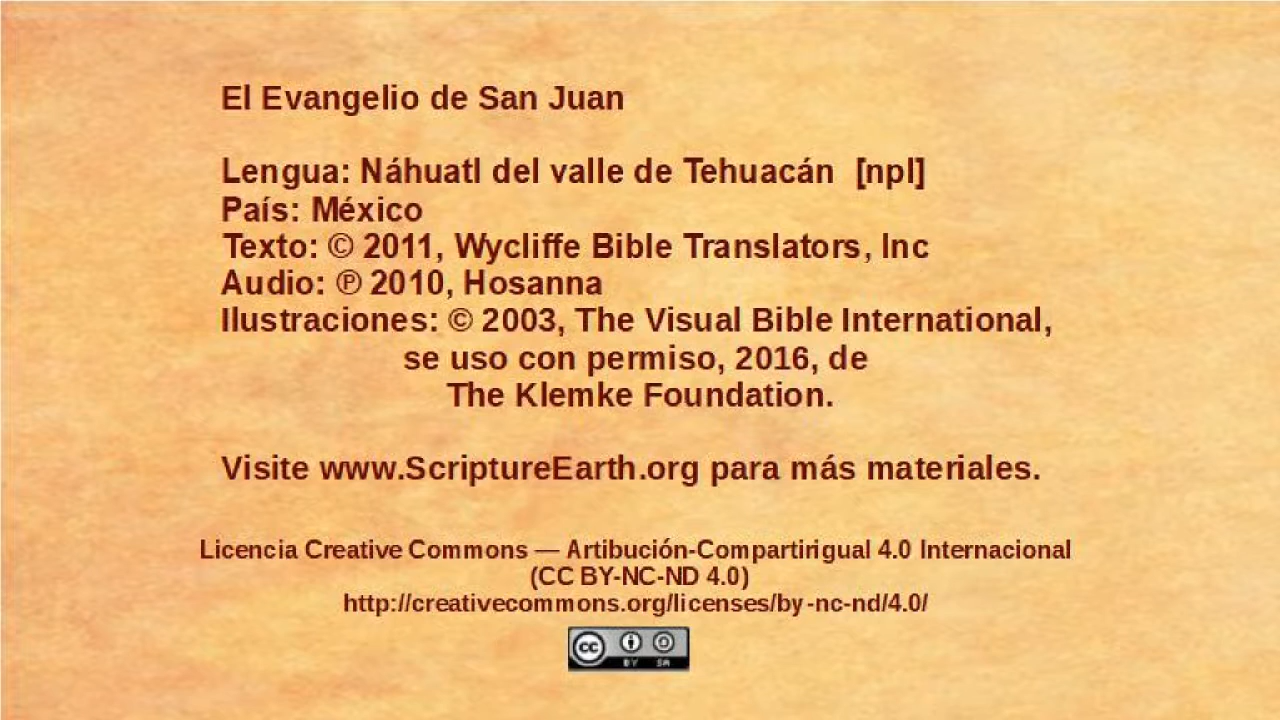 El Evangelio de San Juan
Lengua: Náhuatl del valle de Tehuacán [npl]
País: México
Texto: © 2011, Wycliffe Bible Translators, Inc
Audio: ℗ 2010, Hosanna
Ilustraciones: © 2003, The Visual Bible International,
se uso con permiso, 2016, de
The Klemke Foundation.
Visite www.ScriptureEarth.org para más materiales.
Licencia Creative Commons — Artibución-Compartirigual 4.0 Internacional
(CC BY-NC-ND 4.0)
http://creativecommons.org/licenses/by-nc-nd/4.0/
cc
BY SA